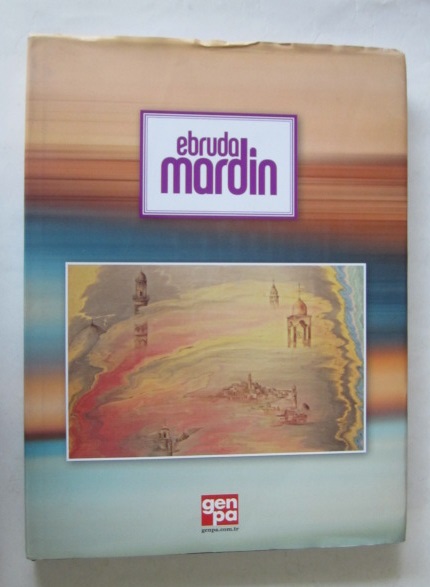 ebruda
mardin
gen
pa
genpa.com.tr